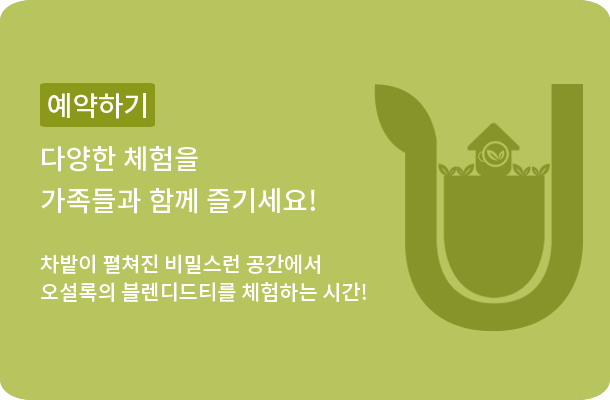 예약하기
다양한 체험을
가족들과 함께 즐기세요!
차밭이 펼쳐진 비밀스런 공간에서
오설록의 블렌디드티를 체험하는 시간!